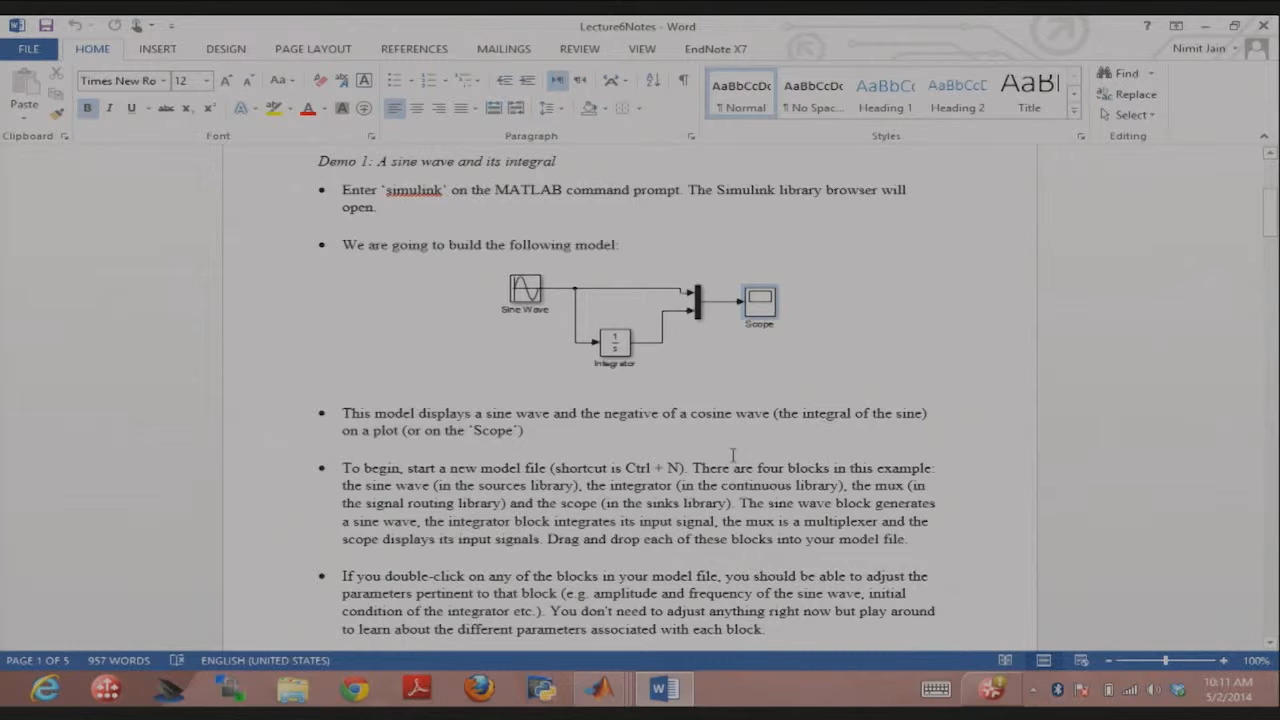 Lecture6Notes - Word
FILE HOME INSERT DESIGN PAGE LAYOUT REFERENCES MAILINGS REVIEW VIEW EndNote X7 Nimit Jain
Times New Ro 12 Aa AaBbCcDc AaBbCcDc AaBbC( AaBbCcC AaB Find
Replace
Paste B I U abc ¶ Normal ¶ No Spac... Heading 1 Heading 2 Title Select
Clipboard Font Paragraph Styles Editing
Demo 1: A sine wave and its integral
• Enter ‘simulink’ on the MATLAB command prompt. The Simulink library browser will
open.
• We are going to build the following model:
Sine Wave
Scope
1
s
Integrator
• This model displays a sine wave and the negative of a cosine wave (the integral of the sine)
on a plot (or on the ‘Scope’)
• To begin, start a new model file (shortcut is Ctrl + N). There are four blocks in this example:
the sine wave (in the sources library), the integrator (in the continuous library), the mux (in
the signal routing library) and the scope (in the sinks library). The sine wave block generates
a sine wave, the integrator block integrates its input signal, the mux is a multiplexer and the
scope displays its input signals. Drag and drop each of these blocks into your model file.
• If you double-click on any of the blocks in your model file, you should be able to adjust the
parameters pertinent to that block (e.g. amplitude and frequency of the sine wave, initial
condition of the integrator etc.). You don't need to adjust anything right now but play around
to learn about the different parameters associated with each block.
PAGE 1 OF 5 957 WORDS ENGLISH (UNITED STATES) 100%
10:11 AM
5/2/2014